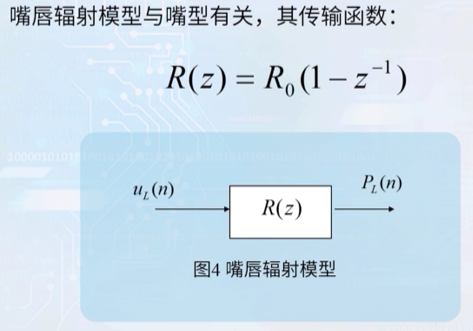 嘴唇辐射模型与嘴型有关，其传输函数：
R(z) = R₀(1 − z⁻¹)
u_L(n)
P_L(n)
R(z)
图4 嘴唇辐射模型